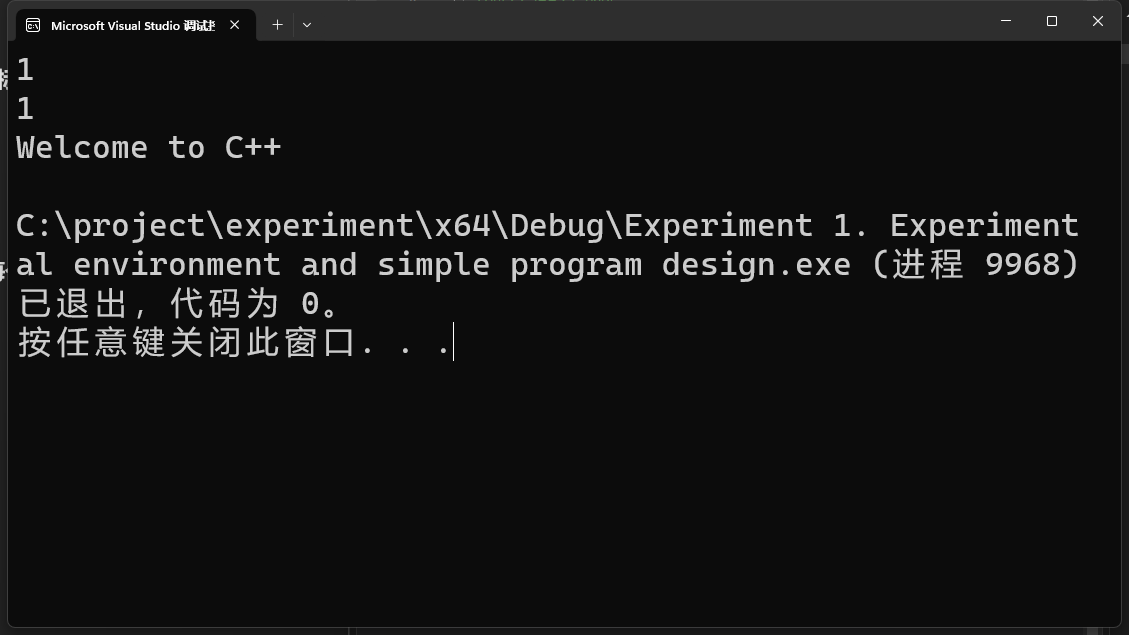 Microsoft Visual Studio 调试
1
1
Welcome to C++
C:\project\experiment\x64\Debug\Experiment 1. Experiment
al environment and simple program design.exe (进程 9968)
已退出，代码为 0。
按任意键关闭此窗口. . .